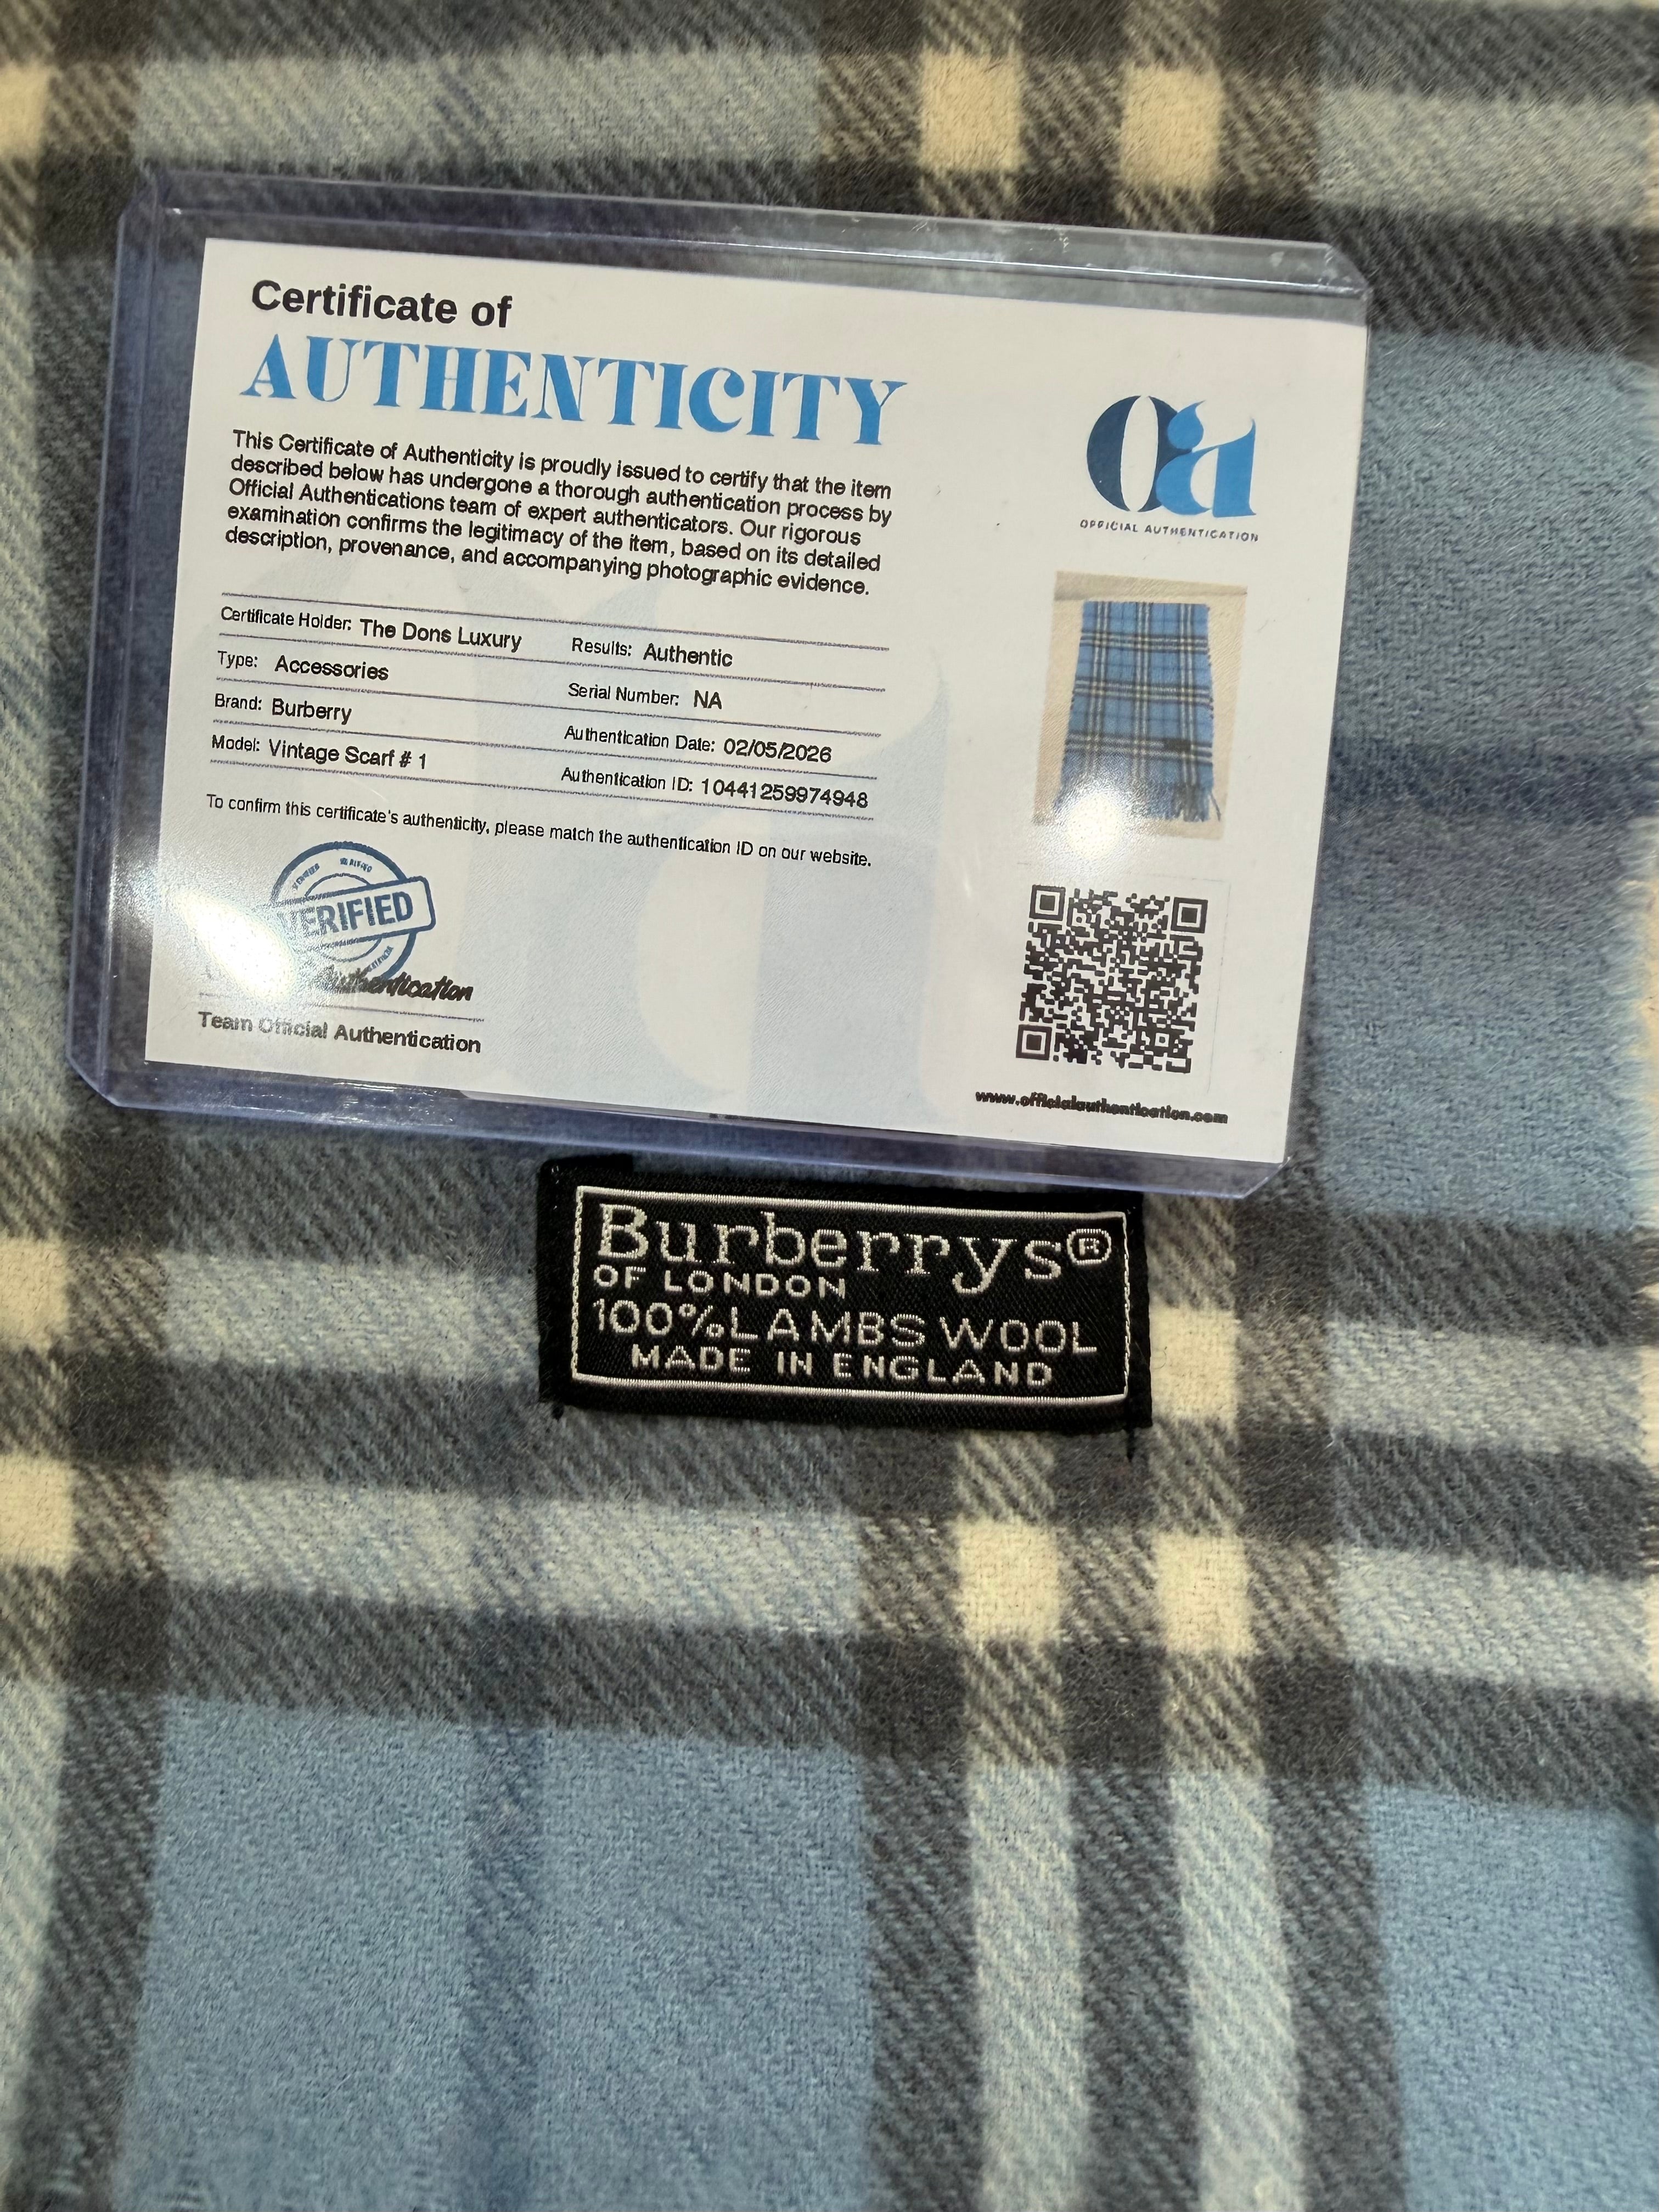 Certificate of
AUTHENTICITY
This Certificate of Authenticity is proudly issued to certify that the item
described below has undergone a thorough authentication process by
Official Authentications team of expert authenticators. Our rigorous
examination confirms the legitimacy of the item, based on its detailed
description, provenance, and accompanying photographic evidence.
Certificate Holder: The Dons Luxury
Results: Authentic
Type: Accessories
Serial Number: NA
Brand: Burberry
Authentication Date: 02/05/2026
Model: Vintage Scarf # 1
Authentication ID: 10441259974948
To confirm this certificate's authenticity, please match the authentication ID on our website.
VERIFIED
Authentication
Team Official Authentication
oa
OFFICIAL AUTHENTICATION
www.officialauthentication.com
Burberrys®
OF LONDON
100% LAMBS WOOL
MADE IN ENGLAND